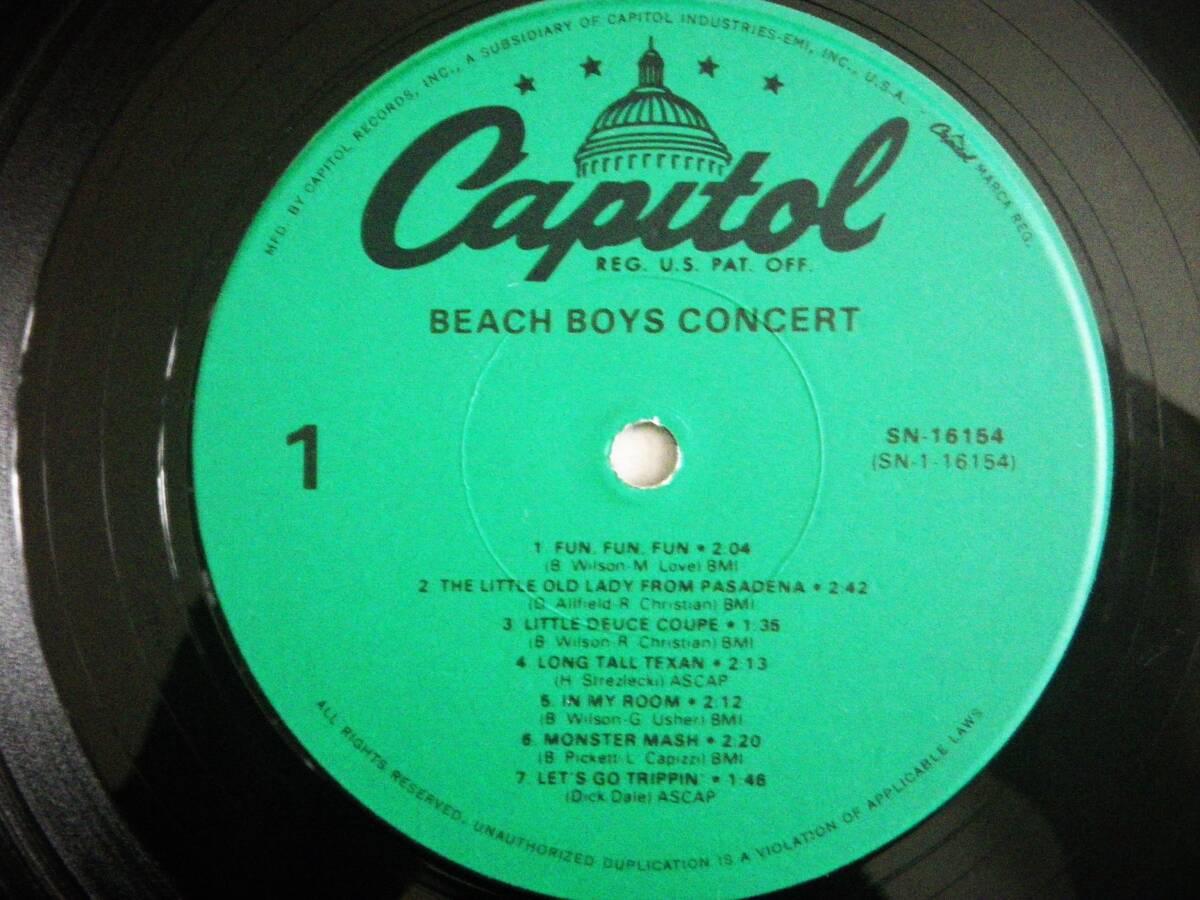 MFD. BY CAPITOL RECORDS, INC., A SUBSIDIARY OF CAPITOL INDUSTRIES-EMI, INC., U.S.A. · Capitol MARCA REG.
Capitol
REG. U.S. PAT. OFF.
BEACH BOYS CONCERT
1
SN-16154
(SN-1-16154)
1 FUN, FUN, FUN • 2:04
(B Wilson-M Love) BMI
2 THE LITTLE OLD LADY FROM PASADENA • 2:42
(D Allfield-R Christian) BMI
3 LITTLE DEUCE COUPE • 1:35
(B Wilson-R Christian) BMI
4. LONG TALL TEXAN • 2:13
(H Strezlecki) ASCAP
5. IN MY ROOM • 2:12
(B Wilson-G Usher) BMI
6. MONSTER MASH • 2:20
(B Pickett-L Capizzi) BMI
7. LET'S GO TRIPPIN' • 1:46
(Dick Dale) ASCAP
ALL RIGHTS RESERVED. UNAUTHORIZED DUPLICATION IS A VIOLATION OF APPLICABLE LAWS